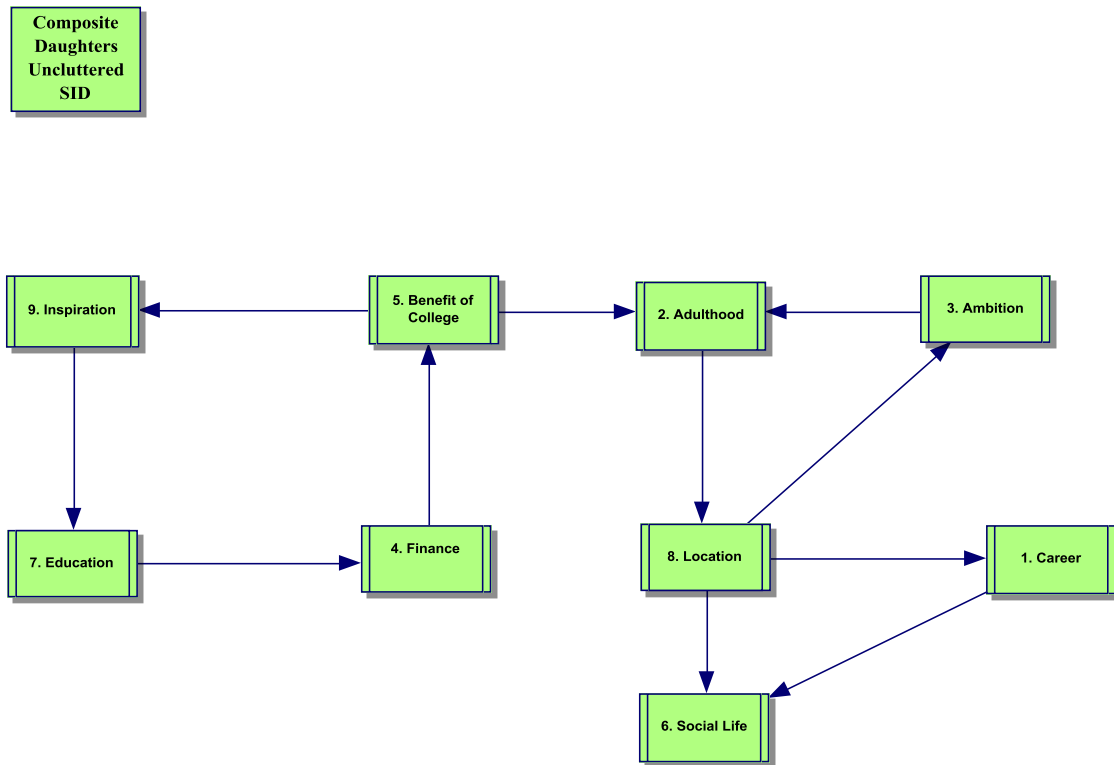 Composite
Daughters
Uncluttered
SID
9. Inspiration
5. Benefit of
College
2. Adulthood
3. Ambition
7. Education
4. Finance
8. Location
1. Career
6. Social Life